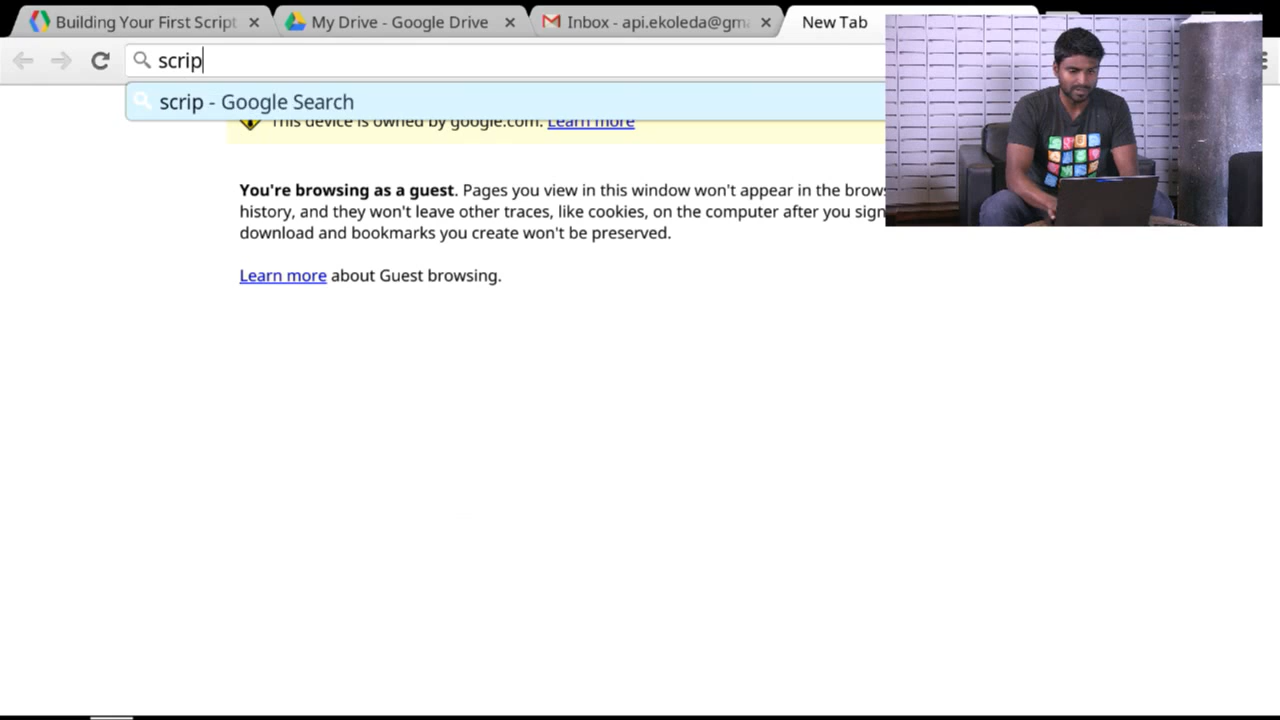 Building Your First Script
My Drive - Google Drive
Inbox - api.ekoleda@gm
New Tab
scrip
scrip - Google Search
This device is owned by google.com. Learn more
You're browsing as a guest. Pages you view in this window won't appear in the brows
history, and they won't leave other traces, like cookies, on the computer after you sign
download and bookmarks you create won't be preserved.
Learn more about Guest browsing.